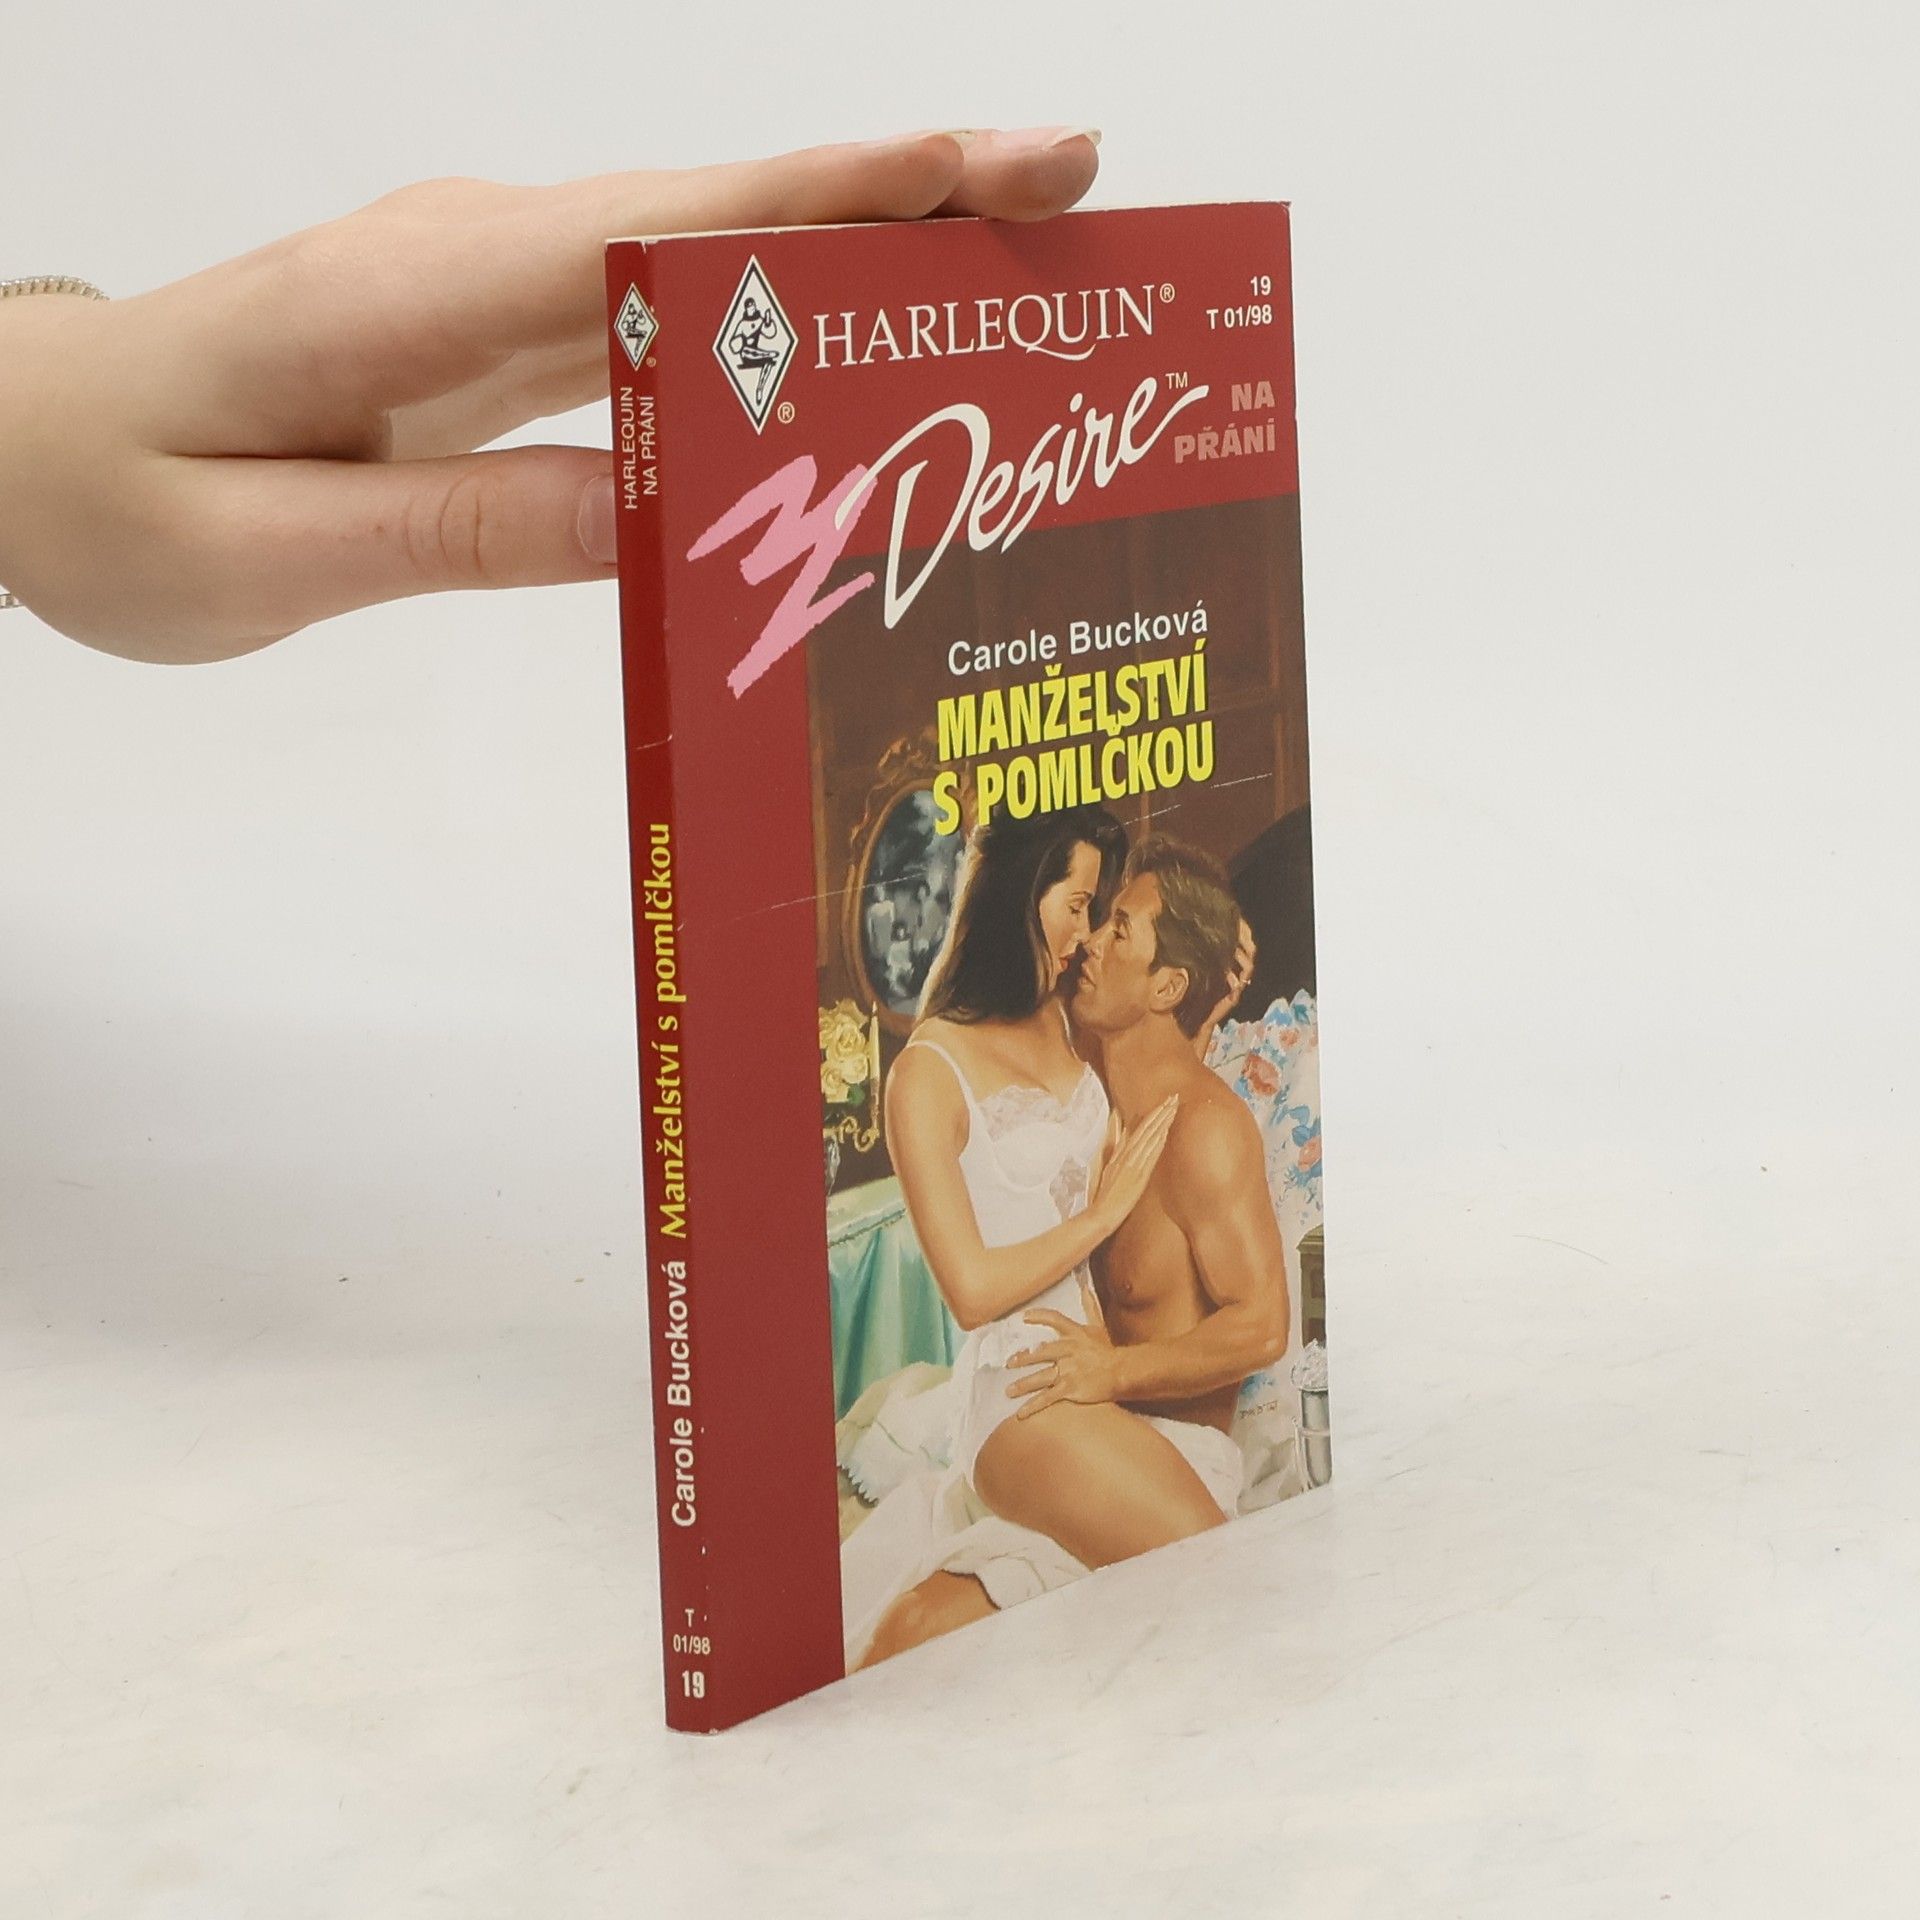 HARLEQUIN®
19
T 01/98
®
Desire™
NA
PŘÁNÍ
Carole Bucková
MANŽELSTVÍ
S POMLČKOU
®
HARLEQUIN
NA PŘÁNÍ
Carole Bucková Manželství s pomlčkou
T
01/98
19